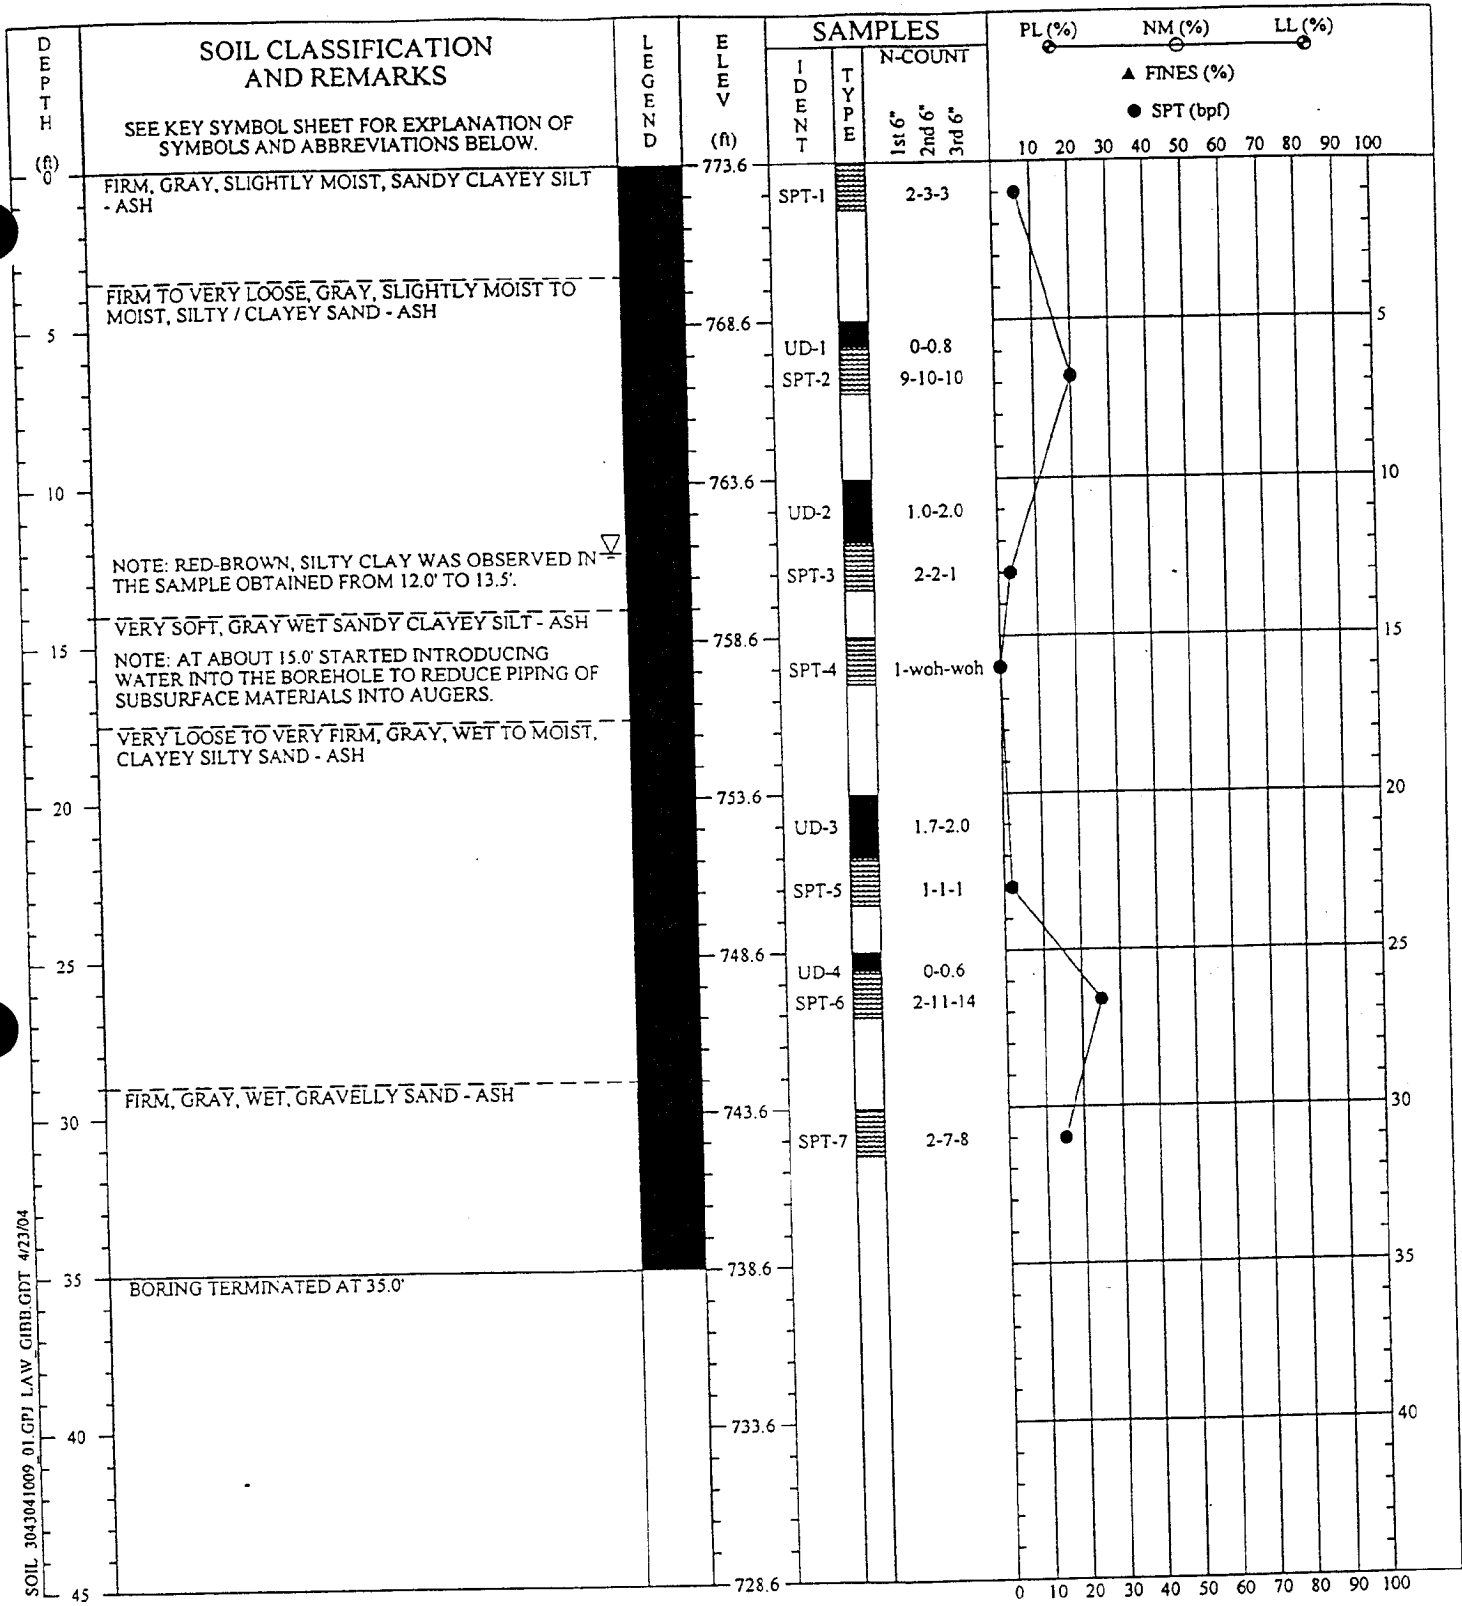 DEPTH
(ft)
SOIL CLASSIFICATION
AND REMARKS
SEE KEY SYMBOL SHEET FOR EXPLANATION OF
SYMBOLS AND ABBREVIATIONS BELOW.
LEGEND
ELEV
(ft)
SAMPLES
IDENT
TYPE
N-COUNT
1st 6"
2nd 6"
3rd 6"
PL (%) NM (%) LL (%)
▲ FINES (%)
● SPT (bpf)
10 20 30 40 50 60 70 80 90 100
0
773.6
FIRM, GRAY, SLIGHTLY MOIST, SANDY CLAYEY SILT
- ASH
SPT-1 2-3-3
FIRM TO VERY LOOSE, GRAY, SLIGHTLY MOIST TO
MOIST, SILTY / CLAYEY SAND - ASH
5 768.6 5
UD-1 0-0.8
SPT-2 9-10-10
10 763.6 10
UD-2 1.0-2.0
NOTE: RED-BROWN, SILTY CLAY WAS OBSERVED IN
THE SAMPLE OBTAINED FROM 12.0' TO 13.5'.
SPT-3 2-2-1
VERY SOFT, GRAY WET SANDY CLAYEY SILT - ASH
15 758.6 15
NOTE: AT ABOUT 15.0' STARTED INTRODUCING
WATER INTO THE BOREHOLE TO REDUCE PIPING OF
SUBSURFACE MATERIALS INTO AUGERS.
SPT-4 1-woh-woh
VERY LOOSE TO VERY FIRM, GRAY, WET TO MOIST,
CLAYEY SILTY SAND - ASH
20 753.6 20
UD-3 1.7-2.0
SPT-5 1-1-1
25 748.6 25
UD-4 0-0.6
SPT-6 2-11-14
FIRM, GRAY, WET, GRAVELLY SAND - ASH
30 743.6 30
SPT-7 2-7-8
35 738.6 35
BORING TERMINATED AT 35.0'
40 733.6 40
45 728.6
0 10 20 30 40 50 60 70 80 90 100
SOIL 3043041009_01.GPJ LAW_GIBB.GDT 4/23/04